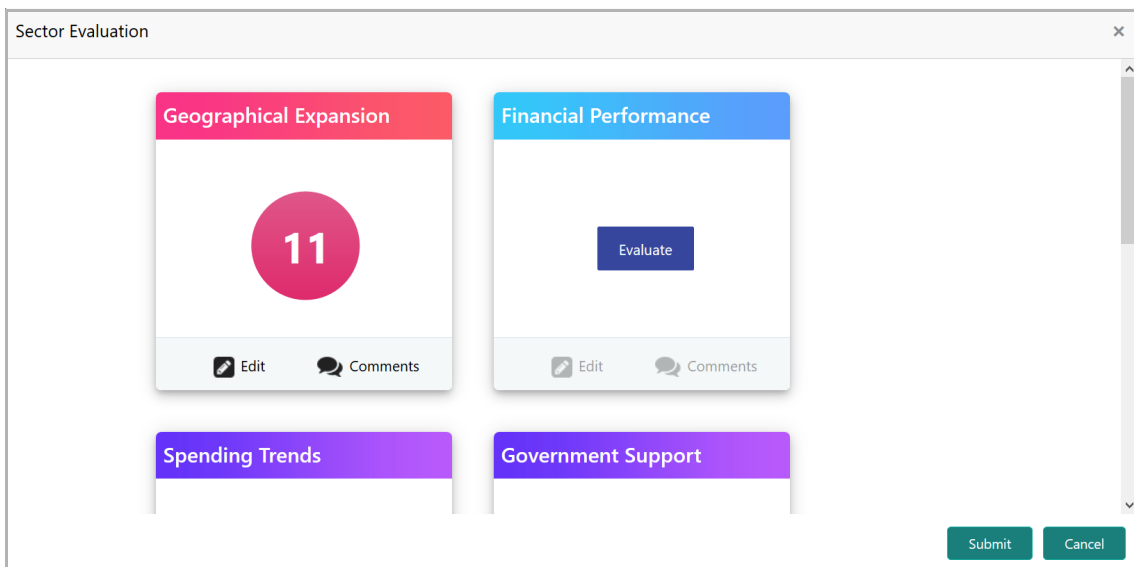 Sector Evaluation
Geographical Expansion
Financial Performance
11
Evaluate
Edit Comments
Edit Comments
Spending Trends
Government Support
Submit Cancel